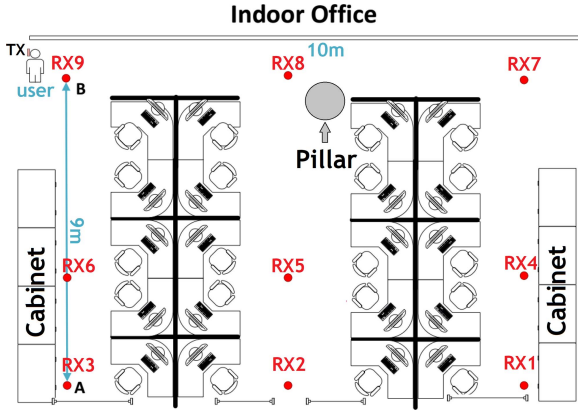 Indoor Office
TX
RX9
RX8
10m
RX7
user
B
Pillar
9m
Cabinet
RX6
RX5
RX4
Cabinet
RX3
A
RX2
RX1